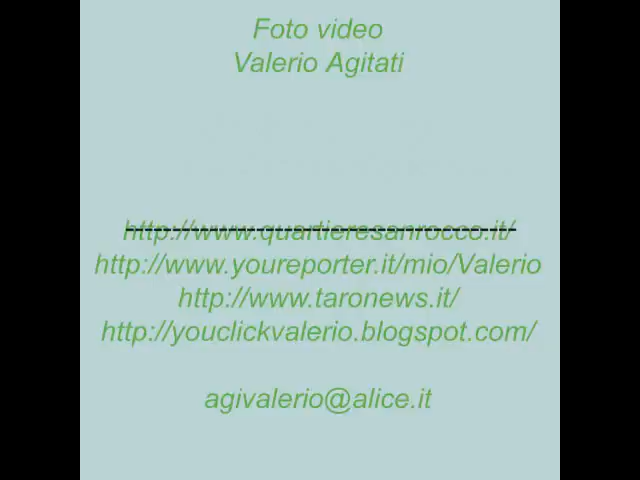 Foto video
Valerio Agitati
http://www.quartieresanrocco.it/
http://www.youreporter.it/mio/Valerio
http://www.taronews.it/
http://youclickvalerio.blogspot.com/
agivalerio@alice.it